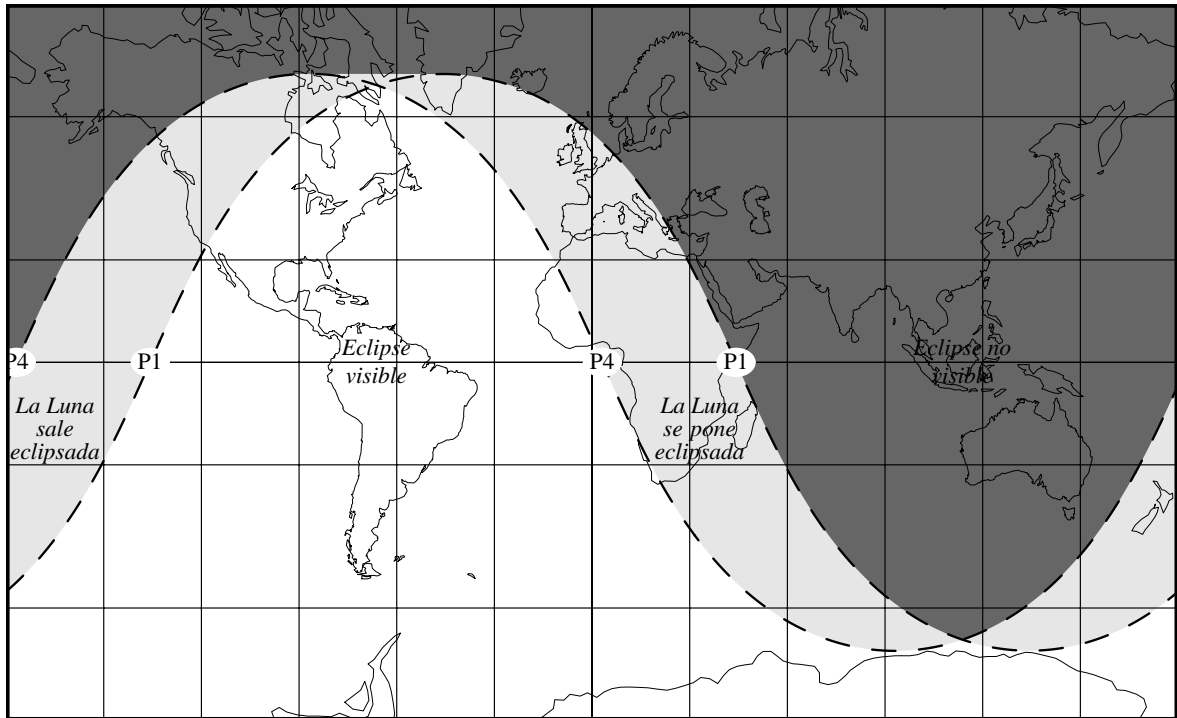 Eclipse
visible
Eclipse no
visible
P4
P1
P4
P1
La Luna
sale
eclipsada
La Luna
se pone
eclipsada